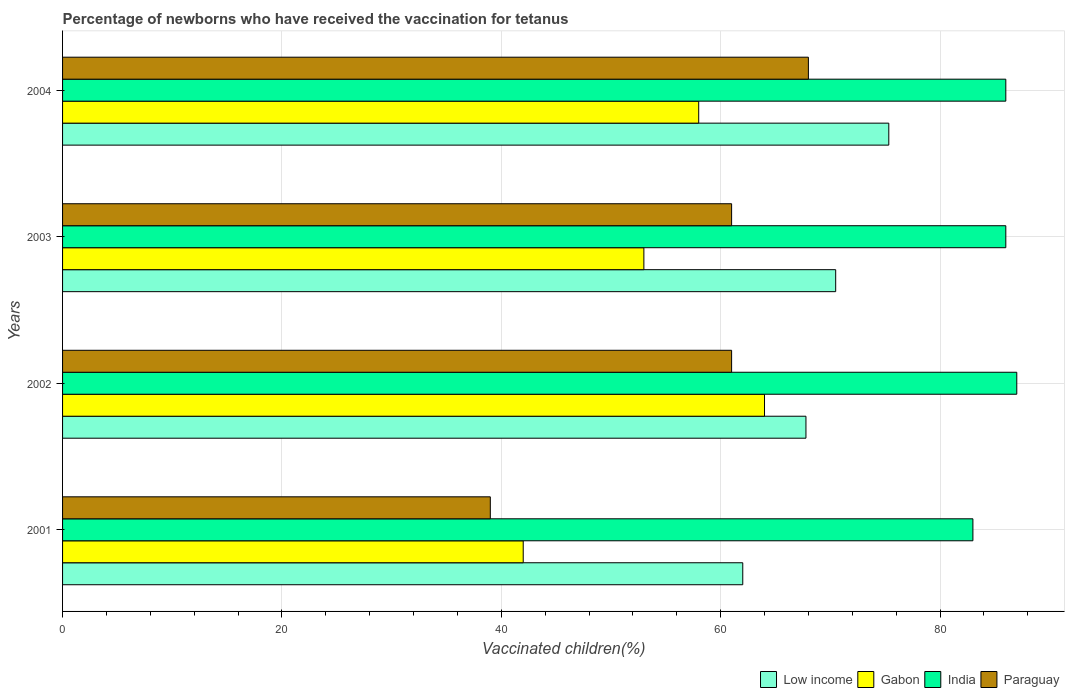 Percentage of newborns who have received the vaccination for tetanus
2004
2003
2002
2001
Years
0
20
40
60
80
Vaccinated children(%)
Low income
Gabon
India
Paraguay